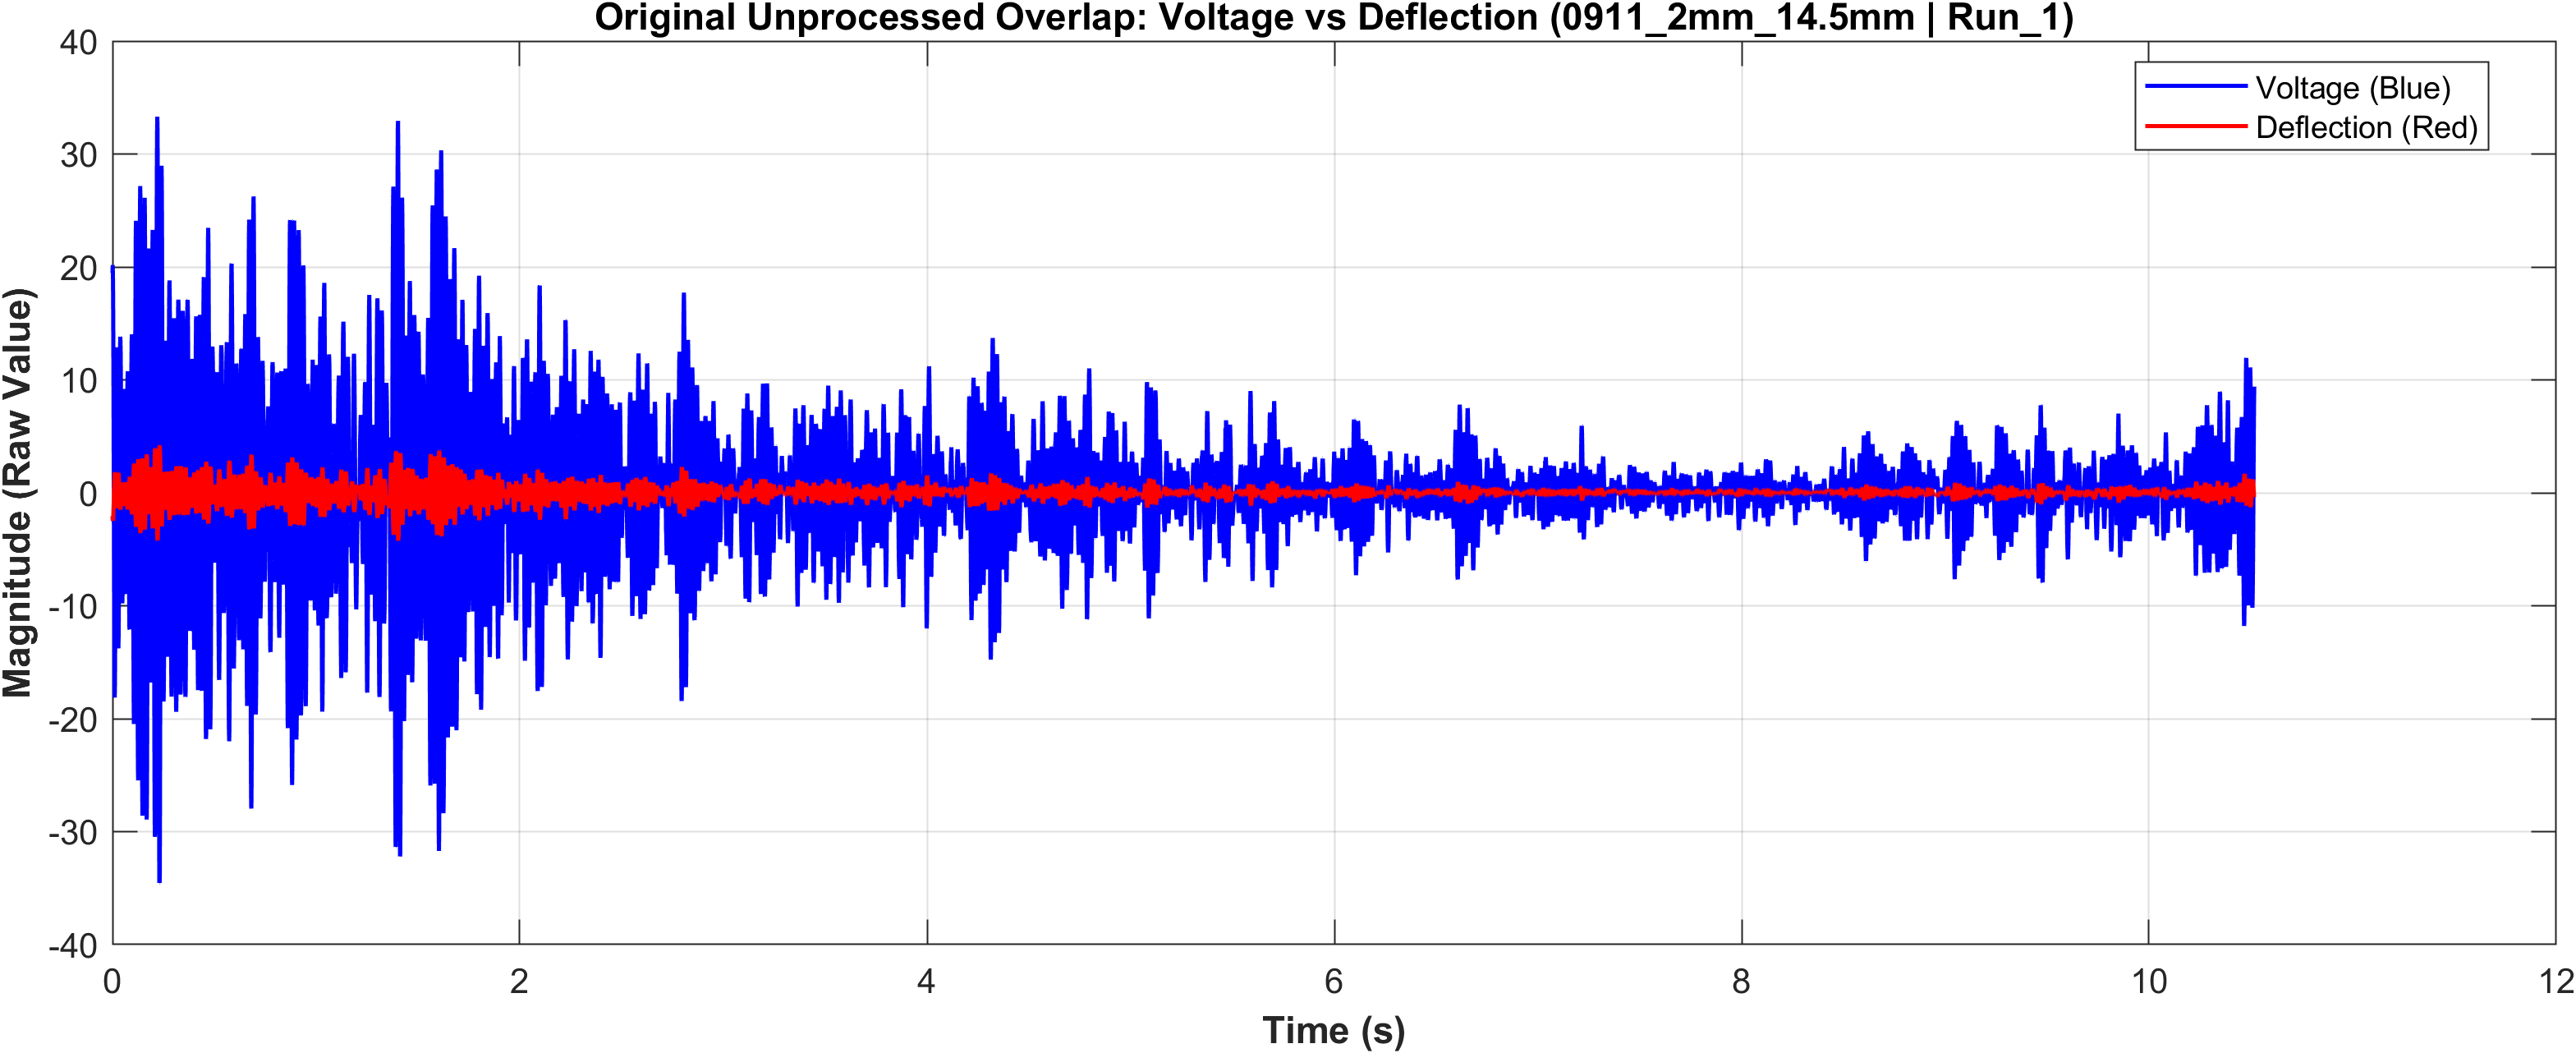 Original Unprocessed Overlap: Voltage vs Deflection (0911_2mm_14.5mm | Run_1)
Voltage (Blue)
Deflection (Red)
Magnitude (Raw Value)
40
30
20
10
0
-10
-20
-30
-40
0 2 4 6 8 10 12
Time (s)